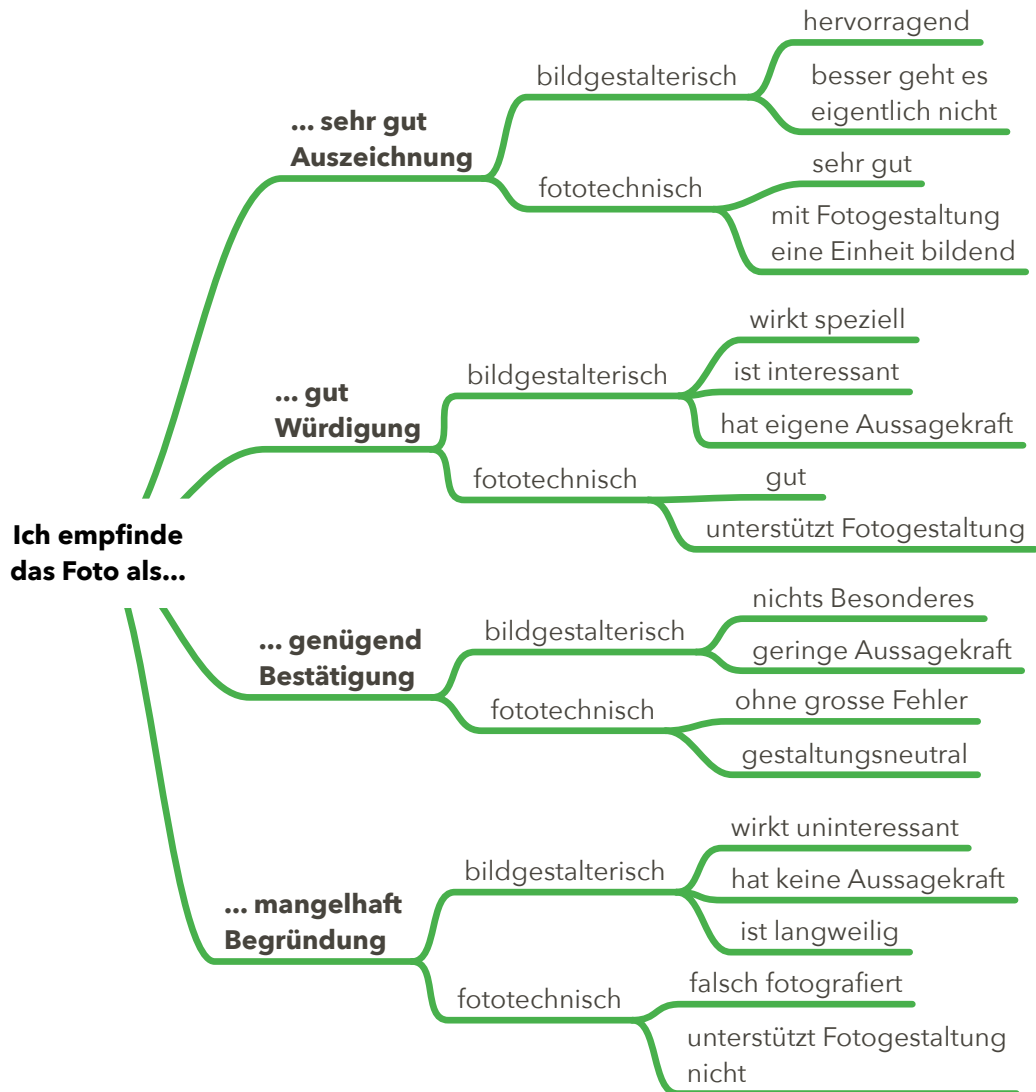 Ich empfinde
das Foto als...
... sehr gut
Auszeichnung
bildgestalterisch
hervorragend
besser geht es
eigentlich nicht
fototechnisch
sehr gut
mit Fotogestaltung
eine Einheit bildend
... gut
Würdigung
bildgestalterisch
wirkt speziell
ist interessant
hat eigene Aussagekraft
fototechnisch
gut
unterstützt Fotogestaltung
... genügend
Bestätigung
bildgestalterisch
nichts Besonderes
geringe Aussagekraft
fototechnisch
ohne grosse Fehler
gestaltungsneutral
... mangelhaft
Begründung
bildgestalterisch
wirkt uninteressant
hat keine Aussagekraft
ist langweilig
fototechnisch
falsch fotografiert
unterstützt Fotogestaltung
nicht